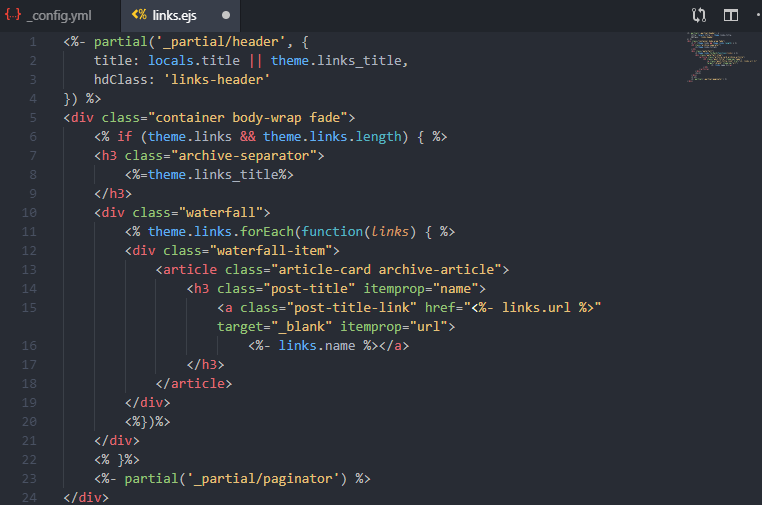 {..} _config.yml <% links.ejs
1 <%- partial('_partial/header', {
2     title: locals.title || theme.links_title,
3     hdClass: 'links-header'
4 }) %>
5 <div class="container body-wrap fade">
6     <% if (theme.links && theme.links.length) { %>
7     <h3 class="archive-separator">
8         <%=theme.links_title%>
9     </h3>
10     <div class="waterfall">
11         <% theme.links.forEach(function(links) { %>
12         <div class="waterfall-item">
13             <article class="article-card archive-article">
14                 <h3 class="post-title" itemprop="name">
15                     <a class="post-title-link" href="<%- links.url %>"
                    target="_blank" itemprop="url">
16                         <%- links.name %></a>
17                 </h3>
18             </article>
19         </div>
20         <%})%>
21     </div>
22     <% }%>
23     <%- partial('_partial/paginator') %>
24 </div>